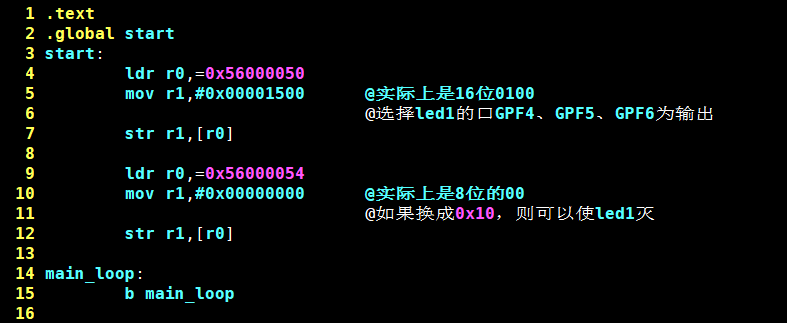 1 .text
2 .global start
3 start:
4 ldr r0,=0x56000050
5 mov r1,#0x00001500 @实际上是16位0100
6 @选择led1的口GPF4、GPF5、GPF6为输出
7 str r1,[r0]
8
9 ldr r0,=0x56000054
10 mov r1,#0x00000000 @实际上是8位的00
11 @如果换成0x10，则可以使led1灭
12 str r1,[r0]
13
14 main_loop:
15 b main_loop
16